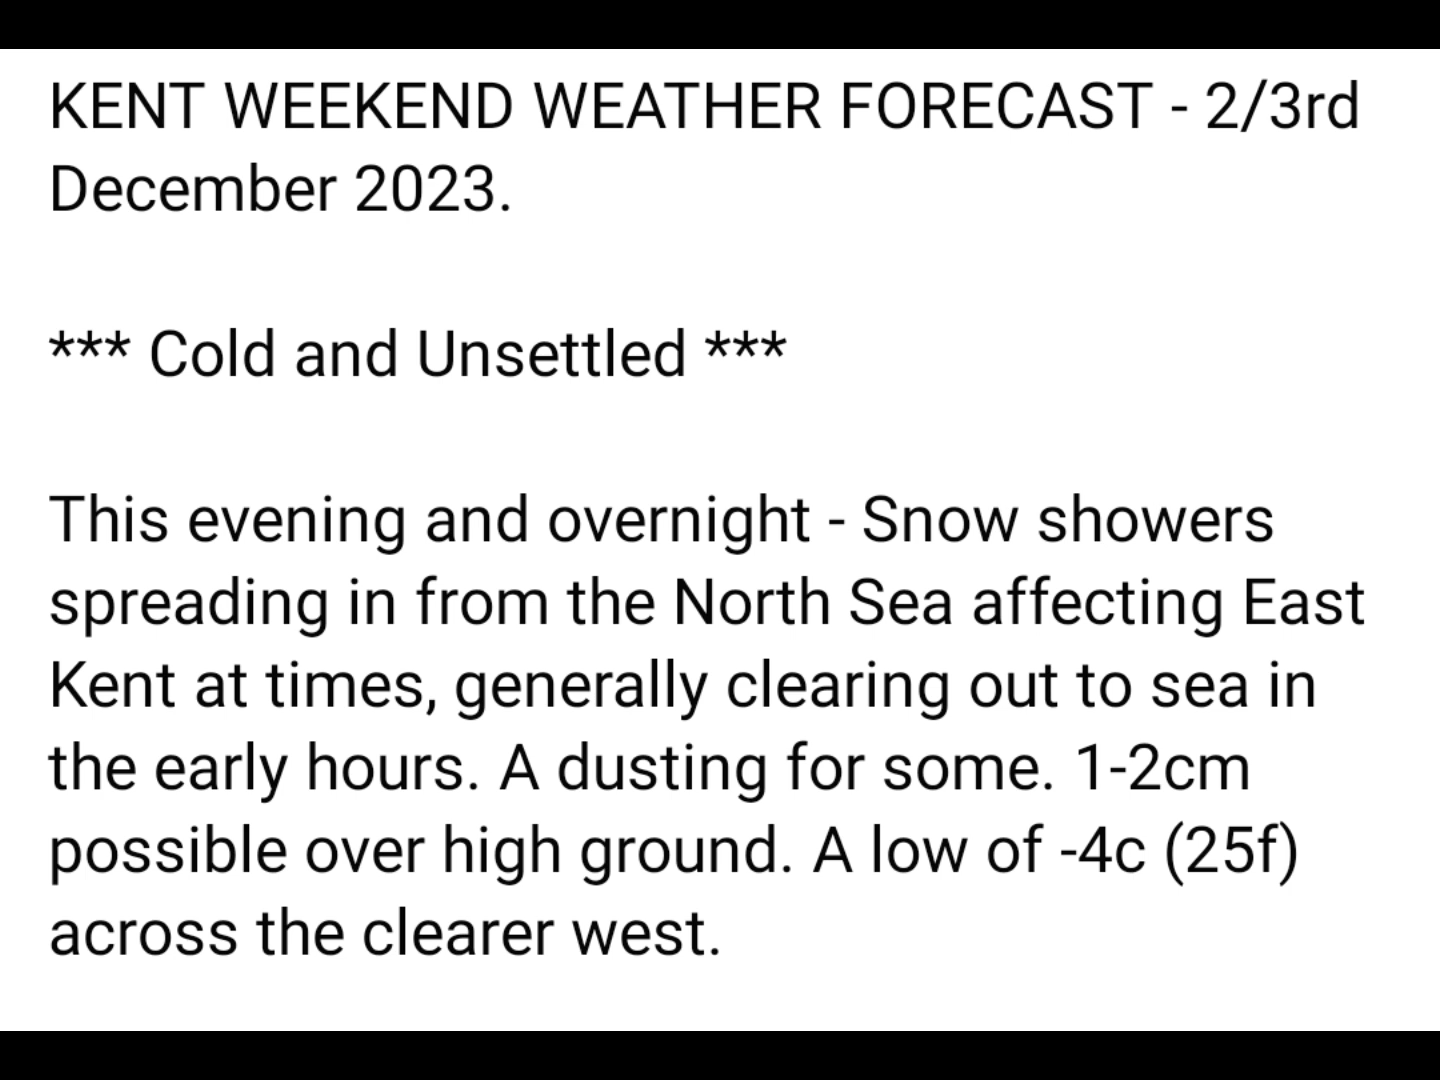 KENT WEEKEND WEATHER FORECAST - 2/3rd
December 2023.
*** Cold and Unsettled ***
This evening and overnight - Snow showers
spreading in from the North Sea affecting East
Kent at times, generally clearing out to sea in
the early hours. A dusting for some. 1-2cm
possible over high ground. A low of -4c (25f)
across the clearer west.